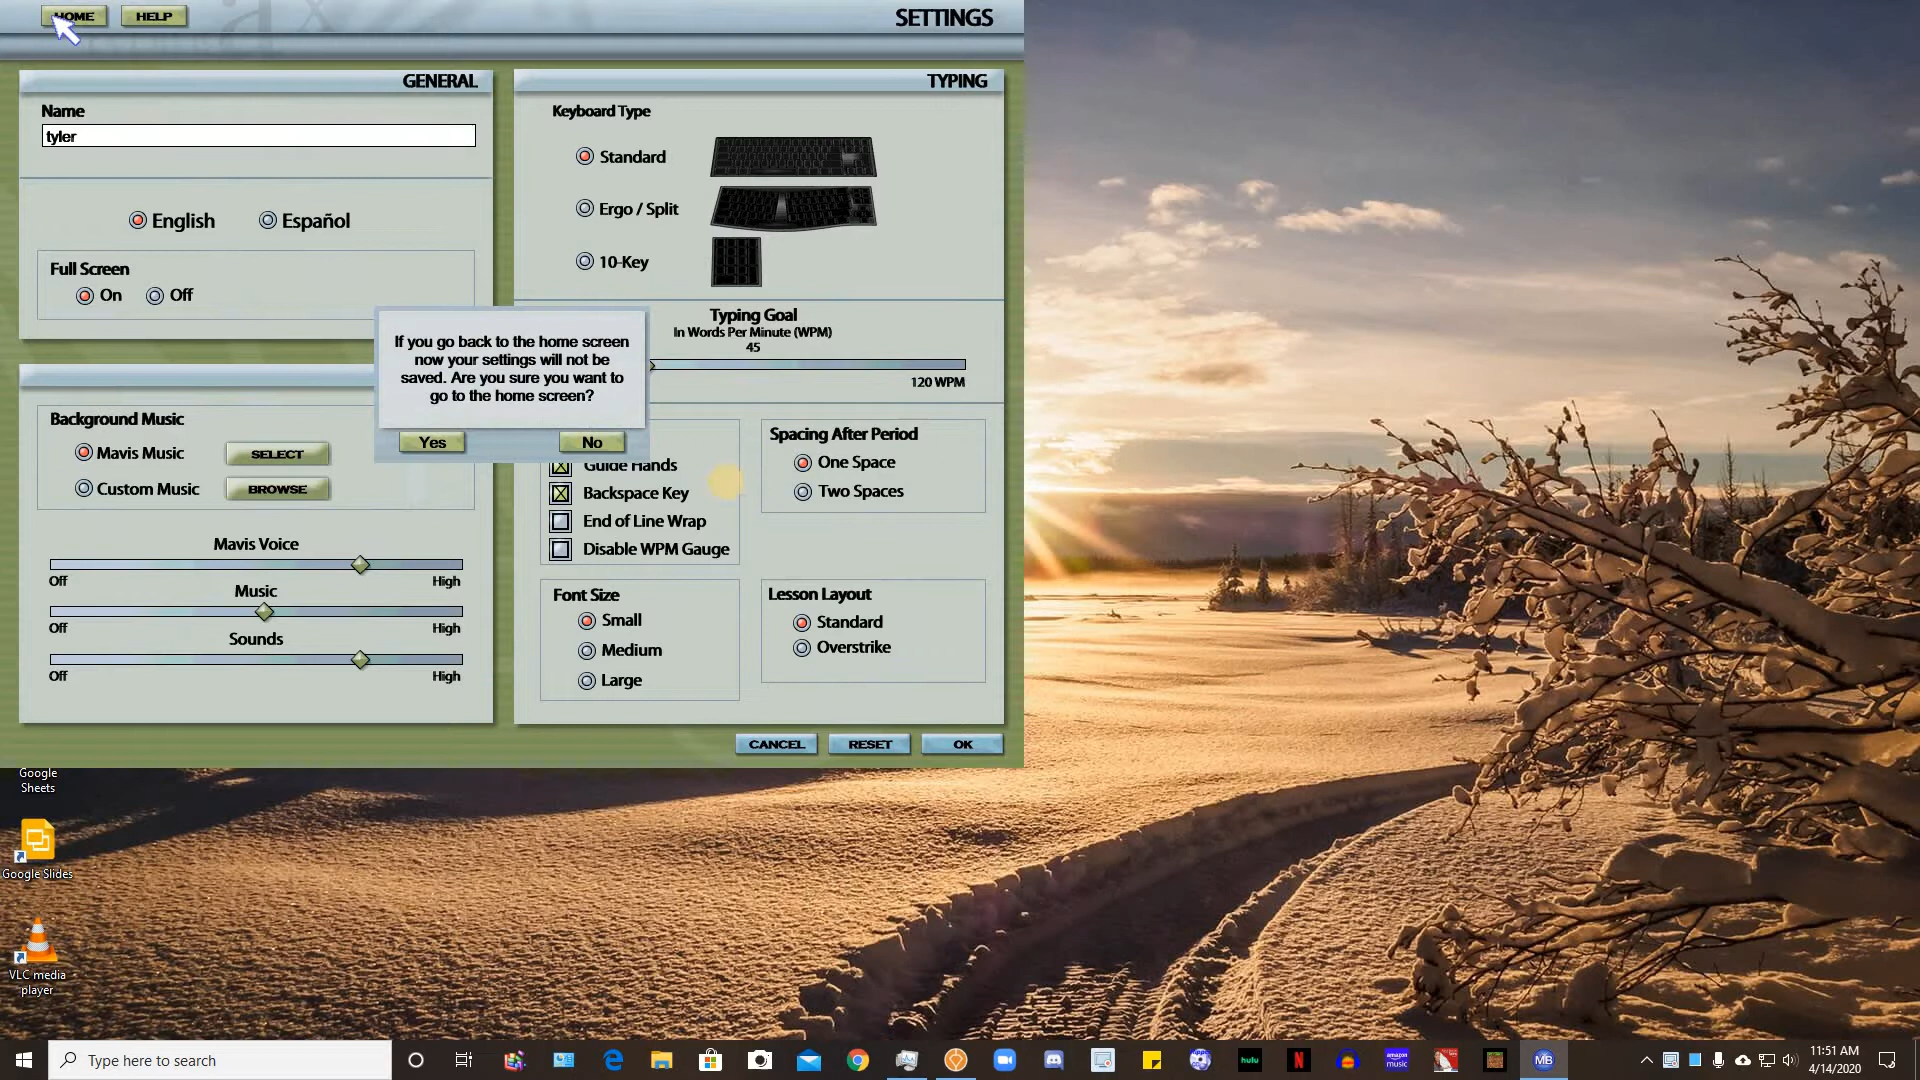 HOME
HELP
SETTINGS
GENERAL
Name
tyler
English
Español
Full Screen
On
Off
TYPING
Keyboard Type
Standard
Ergo / Split
10-Key
Typing Goal
In Words Per Minute (WPM)
45
120 WPM
If you go back to the home screen
now your settings will not be
saved. Are you sure you want to
go to the home screen?
Yes
No
Background Music
Mavis Music
SELECT
Custom Music
BROWSE
Mavis Voice
Off
High
Music
Off
High
Sounds
Off
High
Guide Hands
Backspace Key
End of Line Wrap
Disable WPM Gauge
Spacing After Period
One Space
Two Spaces
Font Size
Small
Medium
Large
Lesson Layout
Standard
Overstrike
CANCEL
RESET
OK
Google
Sheets
Google Slides
VLC media
player
Type here to search
hulu
amazon
music
MB
11:51 AM
4/14/2020